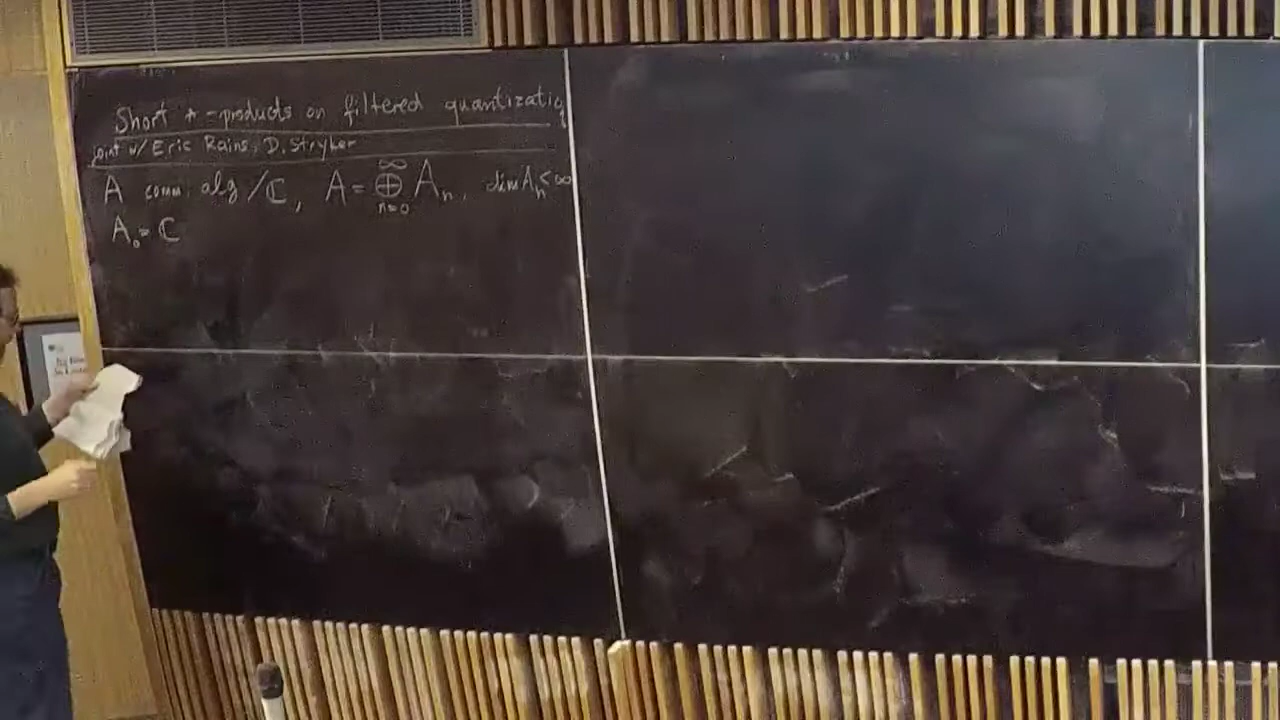 Short * - products on filtered quantizatio
joint w/ Eric Rains, D. Stryker
A comm. alg /ℂ, A = ⊕_{n=0}^{∞} A_n, dim A_n < ∞
A_0 = ℂ